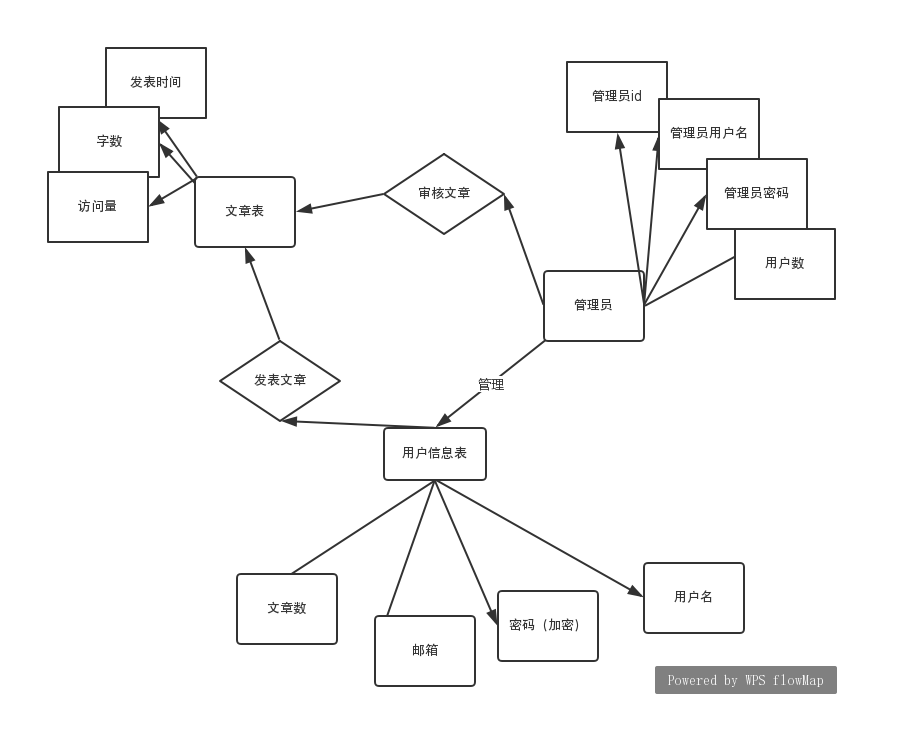 发表时间
字数
访问量
文章表
审核文章
管理员id
管理员用户名
管理员密码
用户数
管理员
管理
发表文章
用户信息表
文章数
邮箱
密码（加密）
用户名
Powered by WPS flowMap